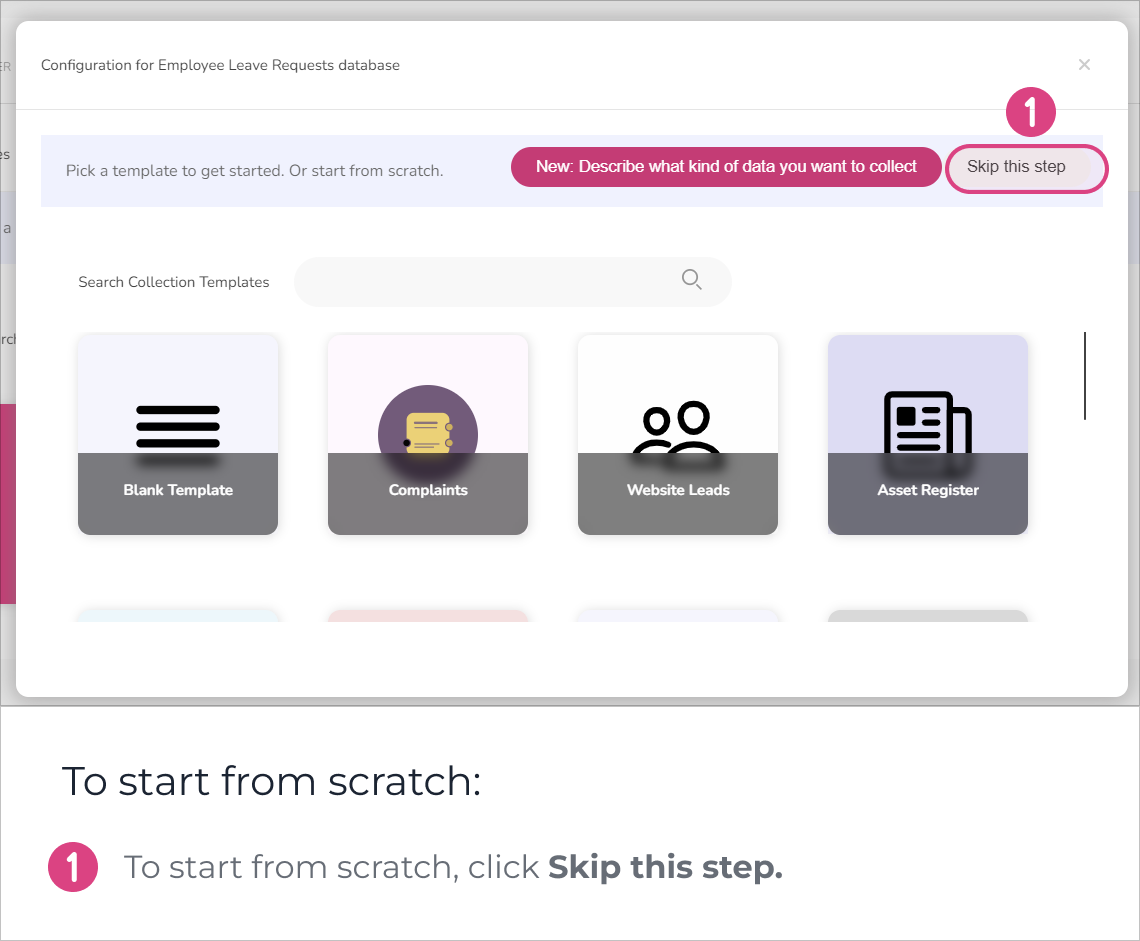 Configuration for Employee Leave Requests database
×
1
Pick a template to get started. Or start from scratch.
New: Describe what kind of data you want to collect
Skip this step
Search Collection Templates
Blank Template
Complaints
Website Leads
Asset Register
To start from scratch:
1 To start from scratch, click Skip this step.